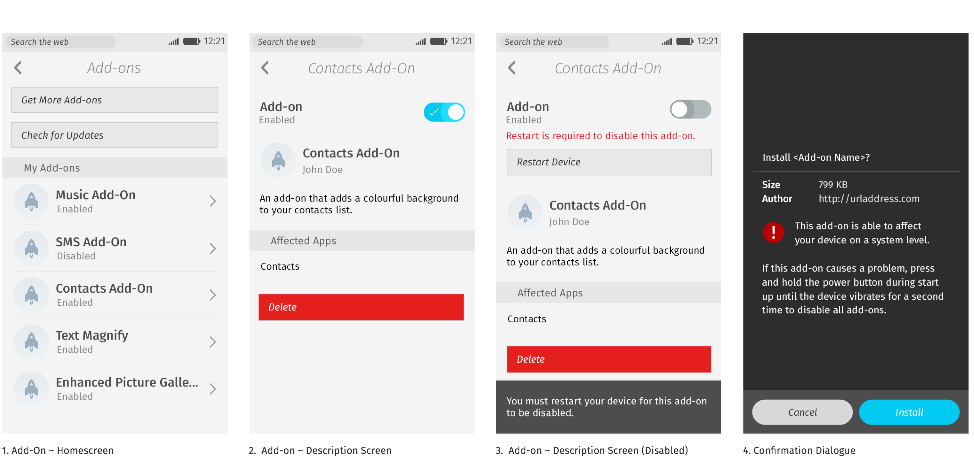 Search the web
12:21
Add-ons
Get More Add-ons
Check for Updates
My Add-ons
Music Add-On
Enabled
SMS Add-On
Disabled
Contacts Add-On
Enabled
Text Magnify
Enabled
Enhanced Picture Galle...
Enabled
1. Add-On – Homescreen
Search the web
12:21
Contacts Add-On
Add-on
Enabled
Contacts Add-On
John Doe
An add-on that adds a colourful background
to your contacts list.
Affected Apps
Contacts
Delete
2. Add-on – Description Screen
Search the web
12:21
Contacts Add-On
Add-on
Enabled
Restart is required to disable this add-on.
Restart Device
Contacts Add-On
John Doe
An add-on that adds a colourful background
to your contacts list.
Affected Apps
Contacts
Delete
You must restart your device for this add-on
to be disabled.
3. Add-on – Description Screen (Disabled)
Install <Add-on Name>?
Size 799 KB
Author http://urladdress.com
This add-on is able to affect
your device on a system level.
If this add-on causes a problem, press
and hold the power button during start
up until the device vibrates for a second
time to disable all add-ons.
Cancel
Install
4. Confirmation Dialogue